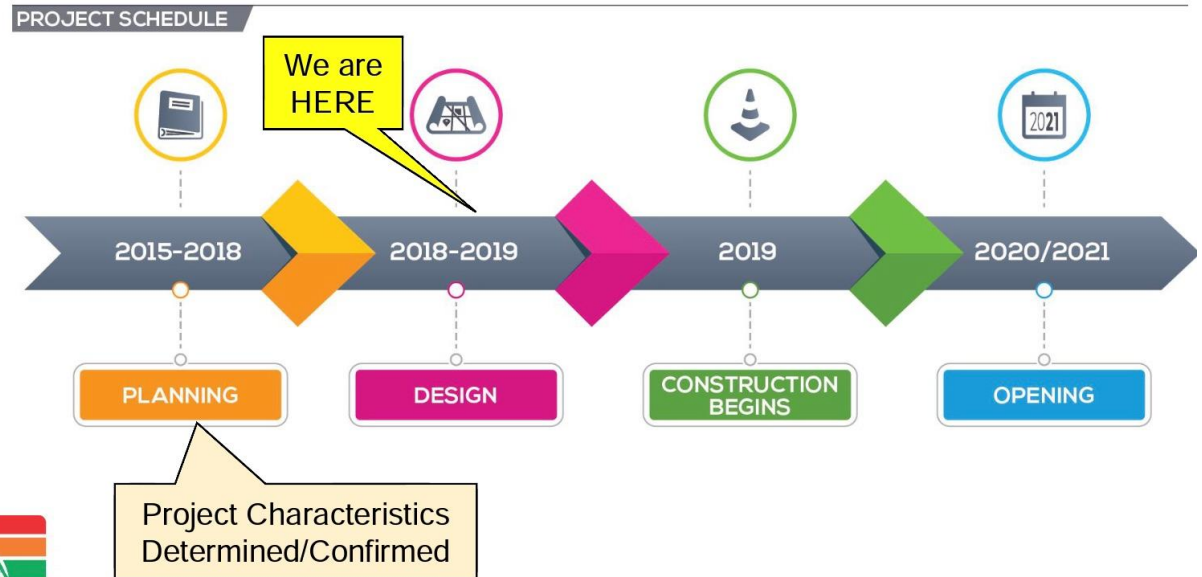 PROJECT SCHEDULE
We are
HERE
2021
2015-2018
2018-2019
2019
2020/2021
PLANNING
DESIGN
CONSTRUCTION
BEGINS
OPENING
Project Characteristics
Determined/Confirmed